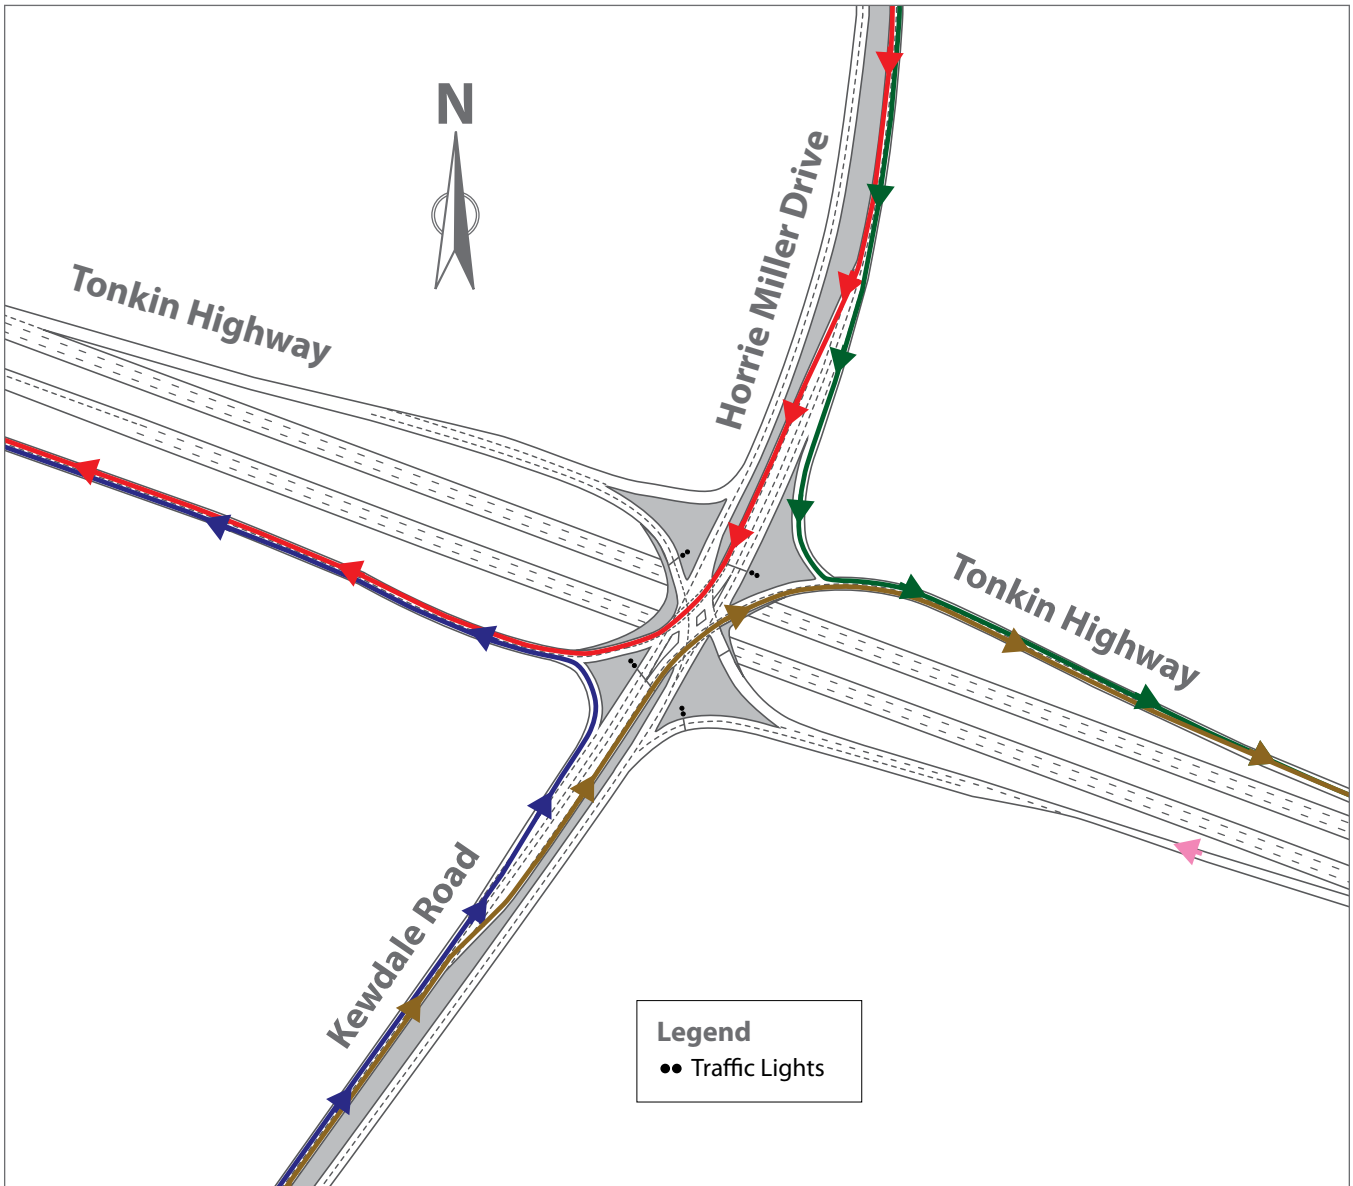 N
Horrie Miller Drive
Tonkin Highway
Tonkin Highway
Kewdale Road
Legend
Traffic Lights